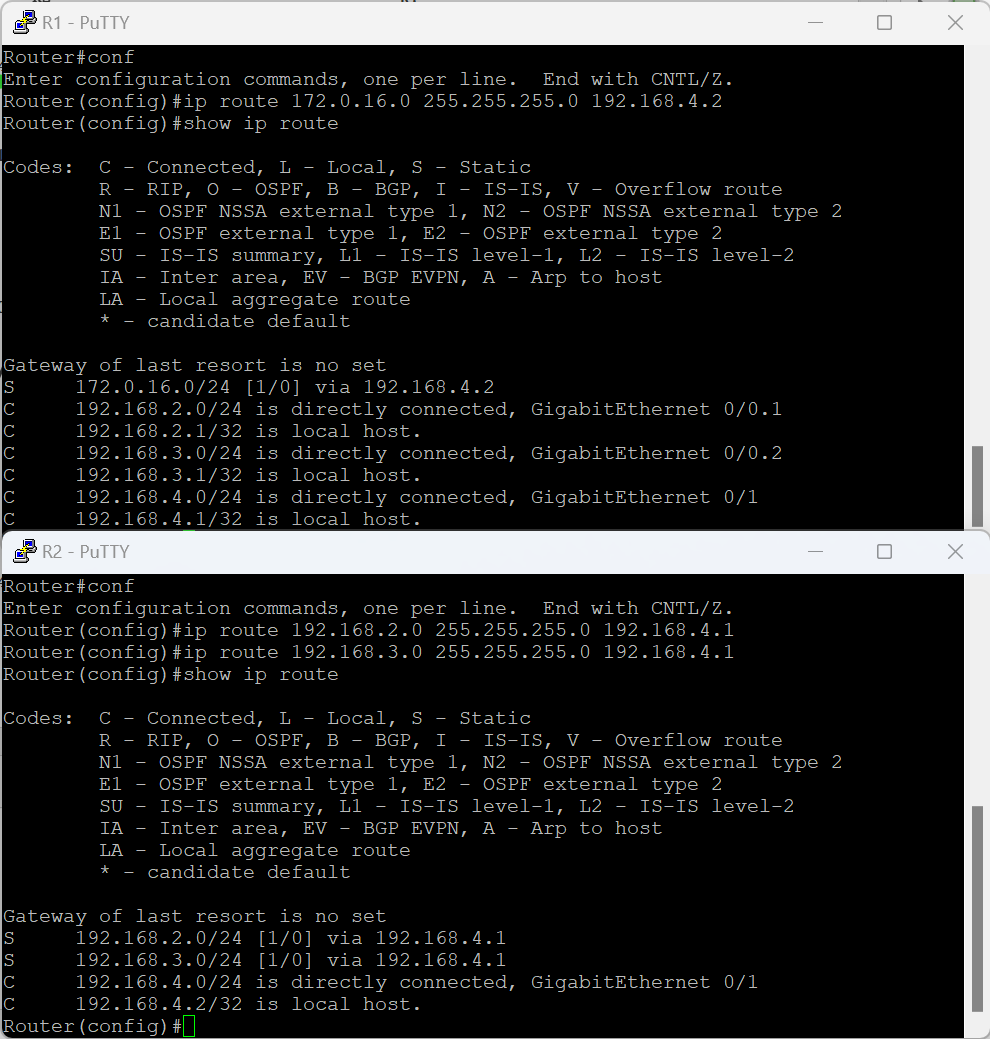 R1 - PuTTY
Router#conf
Enter configuration commands, one per line.  End with CNTL/Z.
Router(config)#ip route 172.0.16.0 255.255.255.0 192.168.4.2
Router(config)#show ip route
Codes:  C - Connected, L - Local, S - Static
        R - RIP, O - OSPF, B - BGP, I - IS-IS, V - Overflow route
        N1 - OSPF NSSA external type 1, N2 - OSPF NSSA external type 2
        E1 - OSPF external type 1, E2 - OSPF external type 2
        SU - IS-IS summary, L1 - IS-IS level-1, L2 - IS-IS level-2
        IA - Inter area, EV - BGP EVPN, A - Arp to host
        LA - Local aggregate route
        * - candidate default
Gateway of last resort is no set
S     172.0.16.0/24 [1/0] via 192.168.4.2
C     192.168.2.0/24 is directly connected, GigabitEthernet 0/0.1
C     192.168.2.1/32 is local host.
C     192.168.3.0/24 is directly connected, GigabitEthernet 0/0.2
C     192.168.3.1/32 is local host.
C     192.168.4.0/24 is directly connected, GigabitEthernet 0/1
C     192.168.4.1/32 is local host.
R2 - PuTTY
Router#conf
Enter configuration commands, one per line.  End with CNTL/Z.
Router(config)#ip route 192.168.2.0 255.255.255.0 192.168.4.1
Router(config)#ip route 192.168.3.0 255.255.255.0 192.168.4.1
Router(config)#show ip route
Codes:  C - Connected, L - Local, S - Static
        R - RIP, O - OSPF, B - BGP, I - IS-IS, V - Overflow route
        N1 - OSPF NSSA external type 1, N2 - OSPF NSSA external type 2
        E1 - OSPF external type 1, E2 - OSPF external type 2
        SU - IS-IS summary, L1 - IS-IS level-1, L2 - IS-IS level-2
        IA - Inter area, EV - BGP EVPN, A - Arp to host
        LA - Local aggregate route
        * - candidate default
Gateway of last resort is no set
S     192.168.2.0/24 [1/0] via 192.168.4.1
S     192.168.3.0/24 [1/0] via 192.168.4.1
C     192.168.4.0/24 is directly connected, GigabitEthernet 0/1
C     192.168.4.2/32 is local host.
Router(config)#